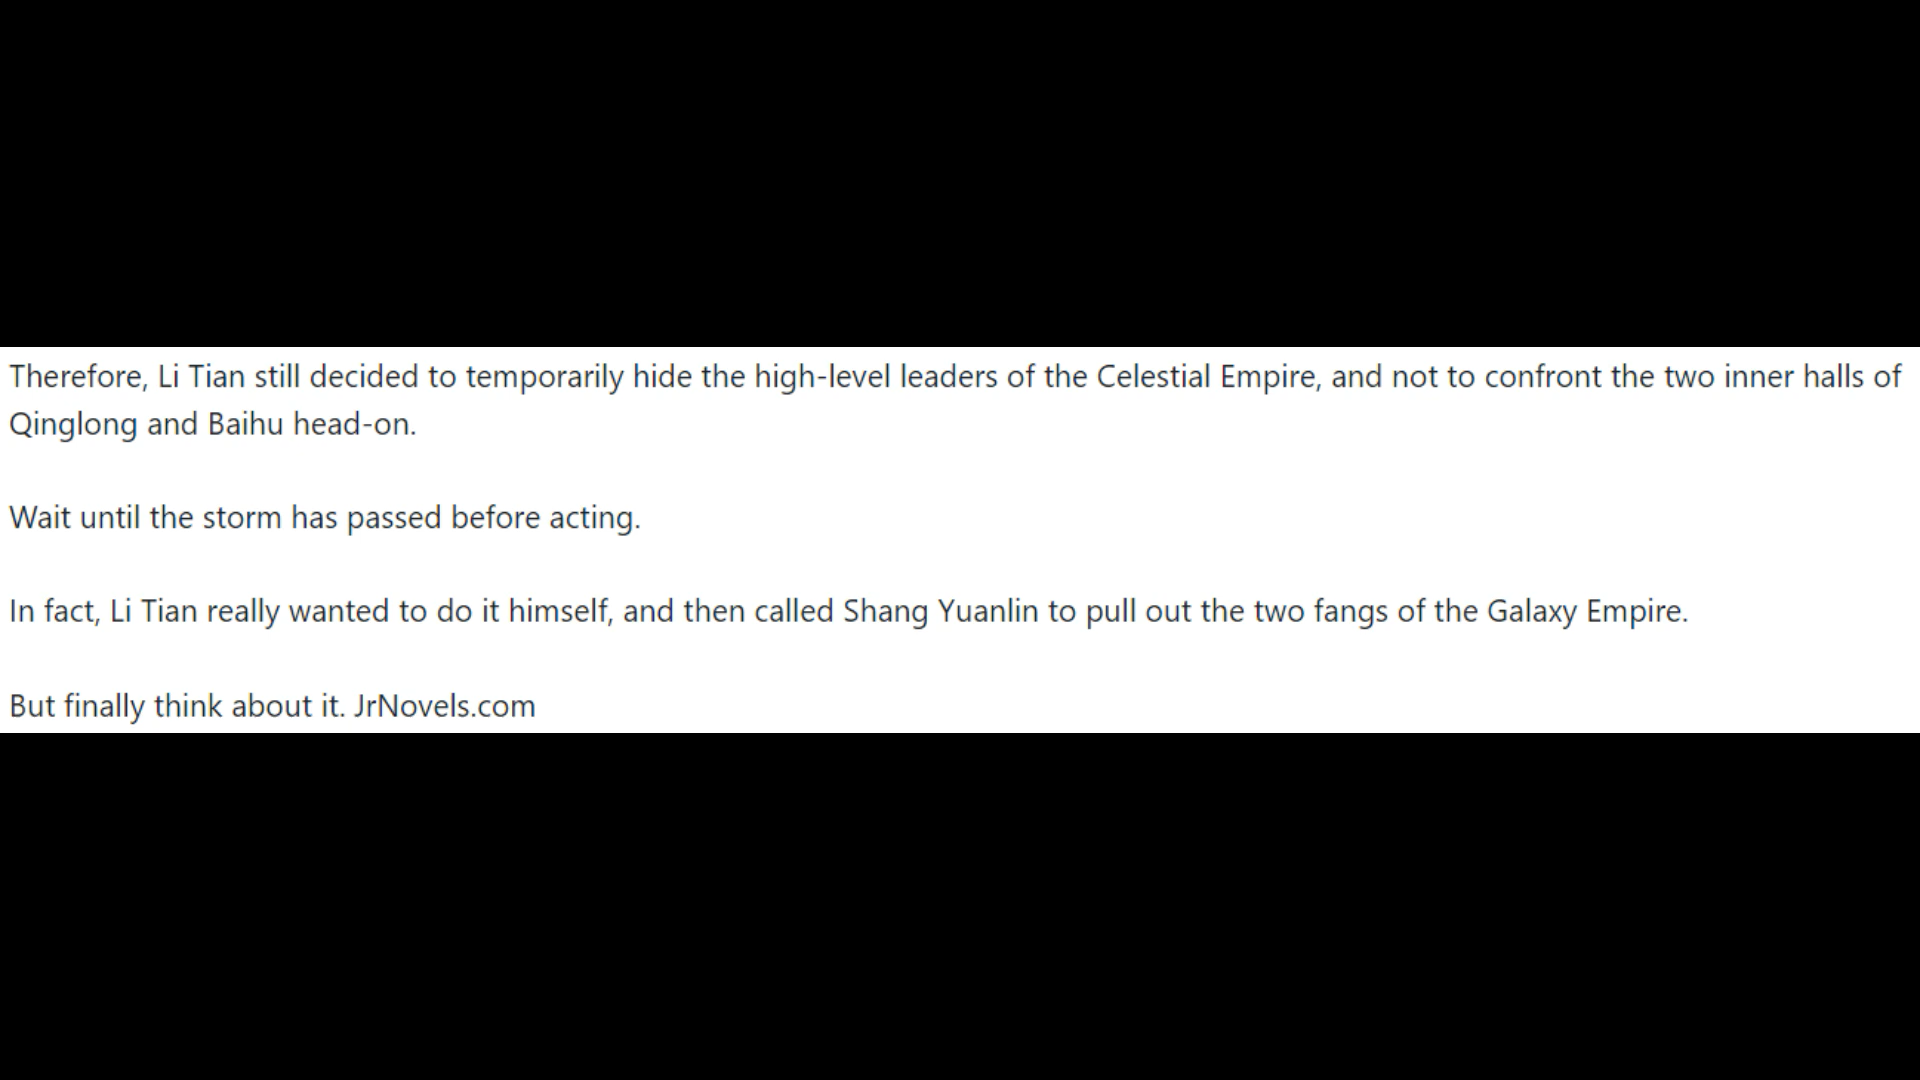 Therefore, Li Tian still decided to temporarily hide the high-level leaders of the Celestial Empire, and not to confront the two inner halls of
Qinglong and Baihu head-on.
Wait until the storm has passed before acting.
In fact, Li Tian really wanted to do it himself, and then called Shang Yuanlin to pull out the two fangs of the Galaxy Empire.
But finally think about it. JrNovels.com